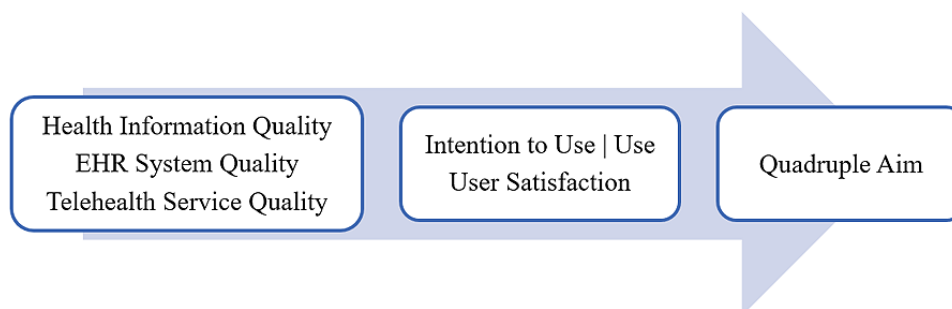 Health Information Quality
EHR System Quality
Telehealth Service Quality
Intention to Use | Use
User Satisfaction
Quadruple Aim